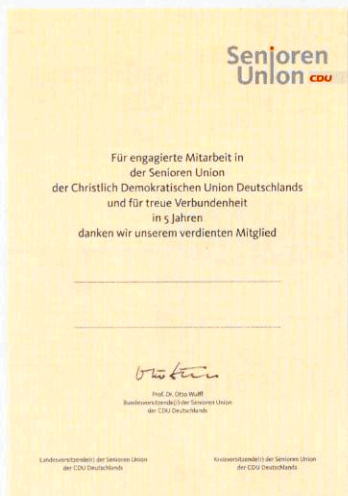 Senioren
Union CDU
Für engagierte Mitarbeit in
der Senioren Union
der Christlich Demokratischen Union Deutschlands
und für treue Verbundenheit
in 5 Jahren
danken wir unserem verdienten Mitglied
Prof. Dr. Otto Wulff
Bundesvorsitzende(r) der Senioren Union
der CDU Deutschlands
Landesvorsitzende(r) der Senioren Union
der CDU Deutschlands
Kreisvorsitzende(r) der Senioren Union
der CDU Deutschlands